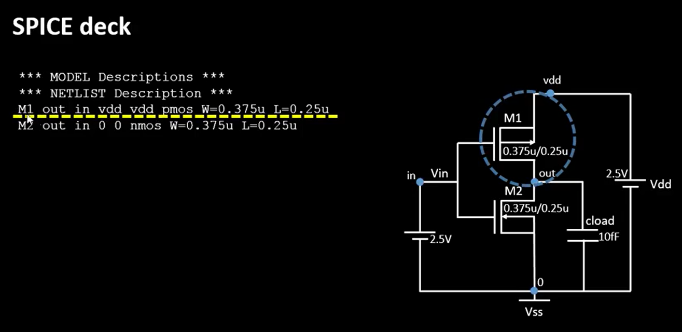 SPICE deck
*** MODEL Descriptions ***
*** NETLIST Description ***
M1 out in vdd vdd pmos W=0.375u L=0.25u
M2 out in 0 0 nmos W=0.375u L=0.25u
vdd
M1
0.375u/0.25u
in
Vin
out
2.5V
Vdd
M2
0.375u/0.25u
cload
10fF
2.5V
0
Vss